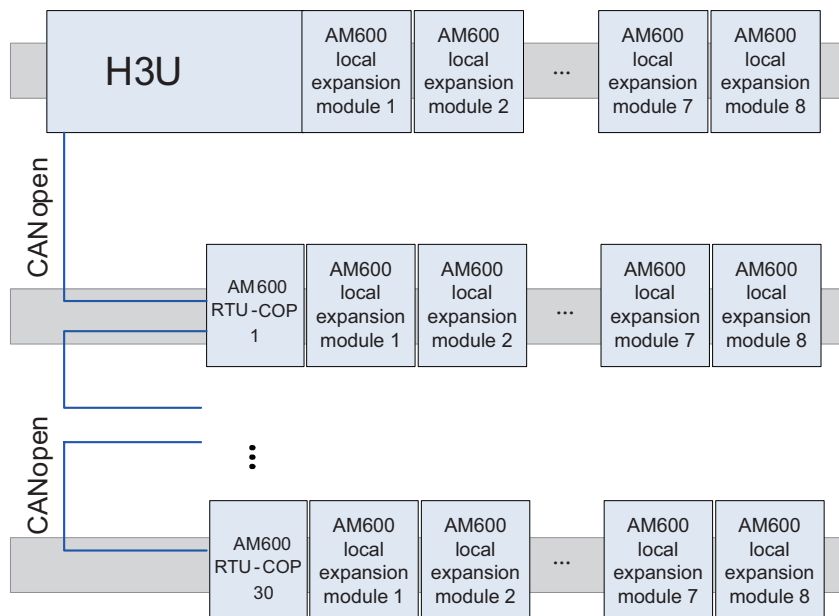 H3U
AM600
local
expansion
module 1
AM600
local
expansion
module 2
...
AM600
local
expansion
module 7
AM600
local
expansion
module 8
CANopen
AM600
RTU-COP
1
AM600
local
expansion
module 1
AM600
local
expansion
module 2
...
AM600
local
expansion
module 7
AM600
local
expansion
module 8
CANopen
AM600
RTU-COP
30
AM600
local
expansion
module 1
AM600
local
expansion
module 2
...
AM600
local
expansion
module 7
AM600
local
expansion
module 8